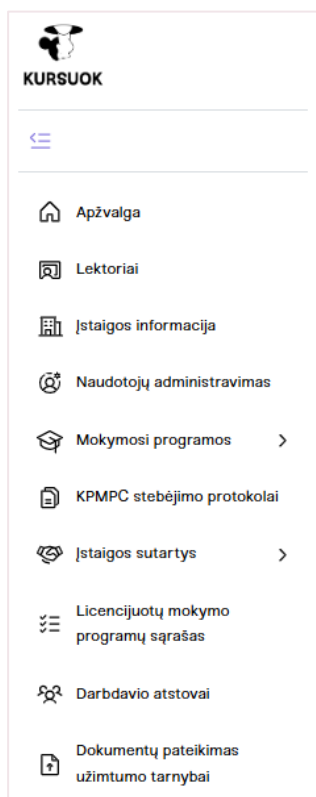 KURSUOK
Apžvalga
Lektoriai
Įstaigos informacija
Naudotojų administravimas
Mokymosi programos
KPMPC stebėjimo protokolai
Įstaigos sutartys
Licencijuotų mokymo
programų sąrašas
Darbdavio atstovai
Dokumentų pateikimas
užimtumo tarnybai